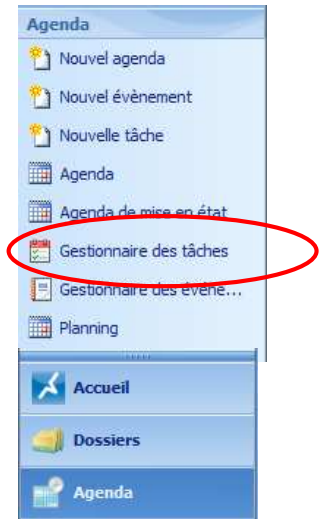 Agenda
Nouvel agenda
Nouvel évènement
Nouvelle tâche
Agenda
Agenda de mise en état
Gestionnaire des tâches
Gestionnaire des évène...
Planning
Accueil
Dossiers
Agenda